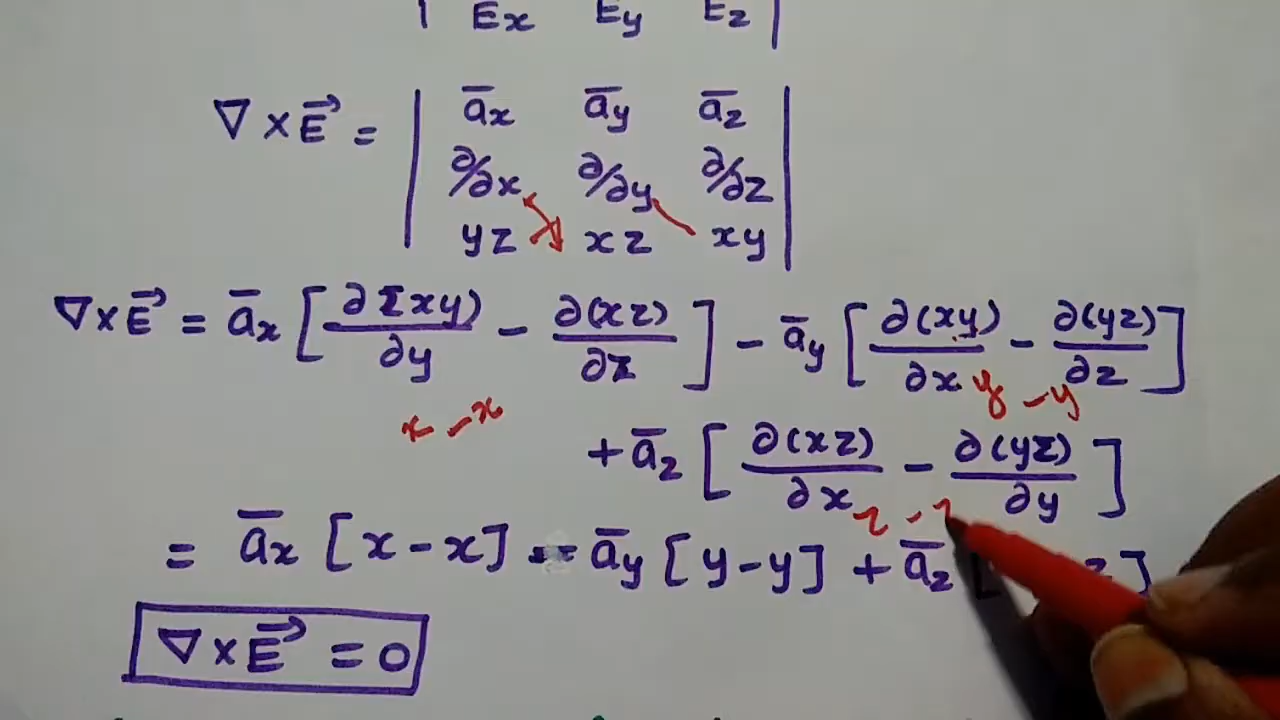 | Ex Ey Ez |
∇ × E⃗ = | āx āy āz |
| ∂/∂x ∂/∂y ∂/∂z |
| yz xz xy |
∇×E⃗ = āx [ ∂(xy)/∂y − ∂(xz)/∂z ] − āy [ ∂(xy)/∂x − ∂(yz)/∂z ]
x − x y − y
+ āz [ ∂(xz)/∂x − ∂(yz)/∂y ]
z −
= āx [x − x] − āy [y − y] + āz [ z ]
∇ × E⃗ = 0